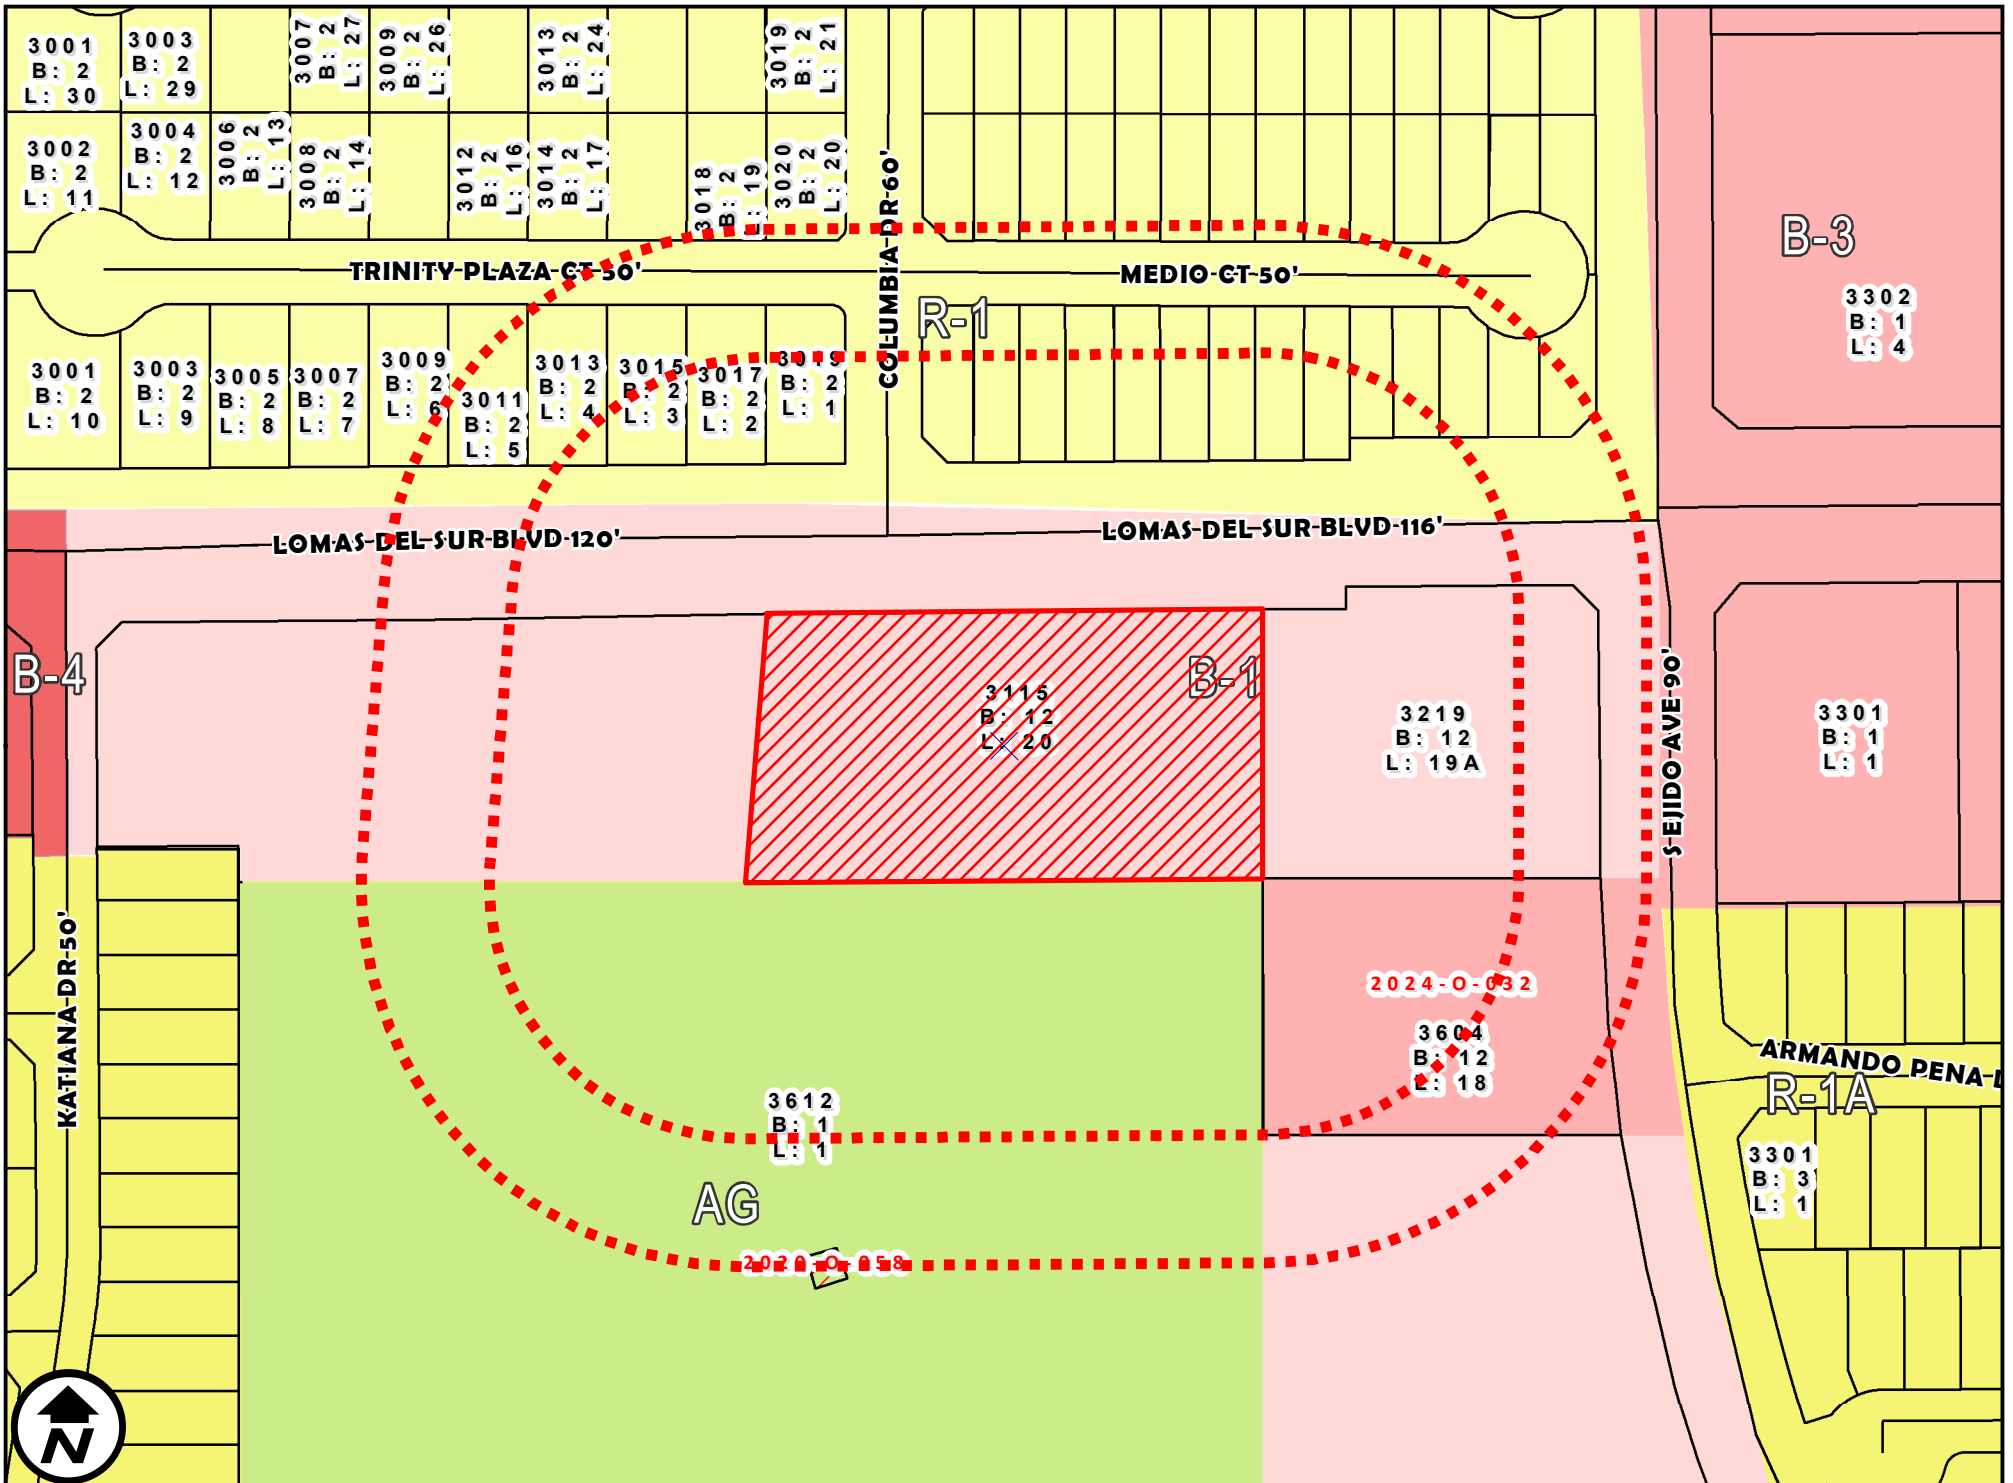 3001
B: 2
L: 30
3003
B: 2
L: 29
3007
B: 2
L: 27
3009
B: 2
L: 26
3013
B: 2
L: 24
3019
B: 2
L: 21
3002
B: 2
L: 11
3004
B: 2
L: 12
3006
B: 2
L: 13
3008
B: 2
L: 14
3012
B: 2
L: 16
3014
B: 2
L: 17
3018
B: 2
L: 19
3020
B: 2
L: 20
COLUMBIA DR 60'
B-3
3302
B: 1
L: 4
TRINITY PLAZA CT 50'
MEDIO CT 50'
R-1
3001
B: 2
L: 10
3003
B: 2
L: 9
3005
B: 2
L: 8
3007
B: 2
L: 7
3009
B: 2
L: 6
3011
B: 2
L: 5
3013
B: 2
L: 4
3015
B: 2
L: 3
3017
B: 2
L: 2
3019
B: 2
L: 1
LOMAS DEL SUR BLVD 120'
LOMAS DEL SUR BLVD 116'
B-4
B-1
3115
B: 12
L: 20
3219
B: 12
L: 19A
S EJIDO AVE 90'
3301
B: 1
L: 1
KATIANA DR 50'
2024-O-032
3604
B: 12
L: 18
ARMANDO PENA
R-1A
3612
B: 1
L: 1
3301
B: 3
L: 1
AG
2020-O-058
N